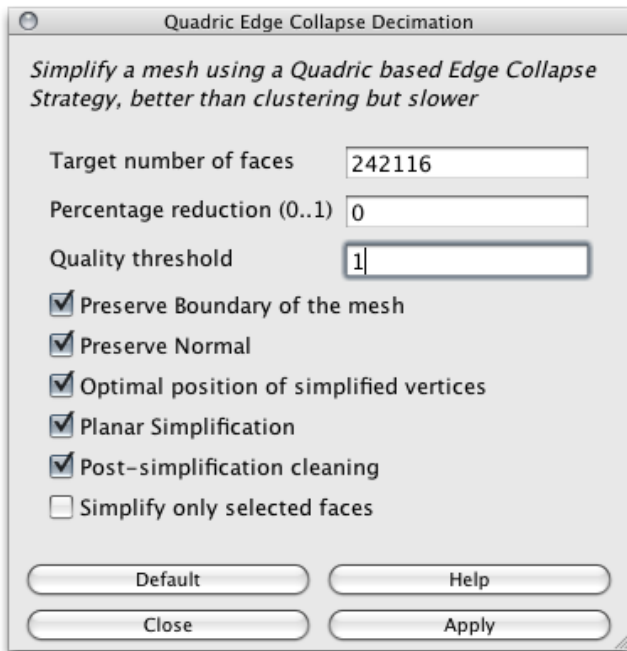 Quadric Edge Collapse Decimation
Simplify a mesh using a Quadric based Edge Collapse
Strategy, better than clustering but slower
Target number of faces 242116
Percentage reduction (0..1) 0
Quality threshold 1
Preserve Boundary of the mesh
Preserve Normal
Optimal position of simplified vertices
Planar Simplification
Post-simplification cleaning
Simplify only selected faces
Default Help
Close Apply